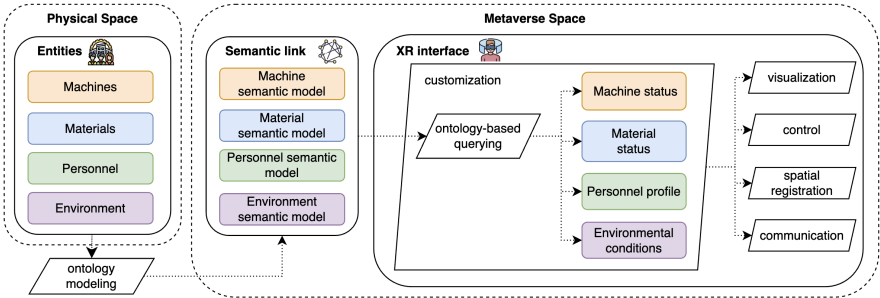 Physical Space
Entities
Machines
Materials
Personnel
Environment
ontology
modeling
Metaverse Space
Semantic link
Machine
semantic model
Material
semantic model
Personnel semantic
model
Environment
semantic model
XR interface
customization
ontology-based
querying
Machine status
Material
status
Personnel profile
Environmental
conditions
visualization
control
spatial
registration
communication